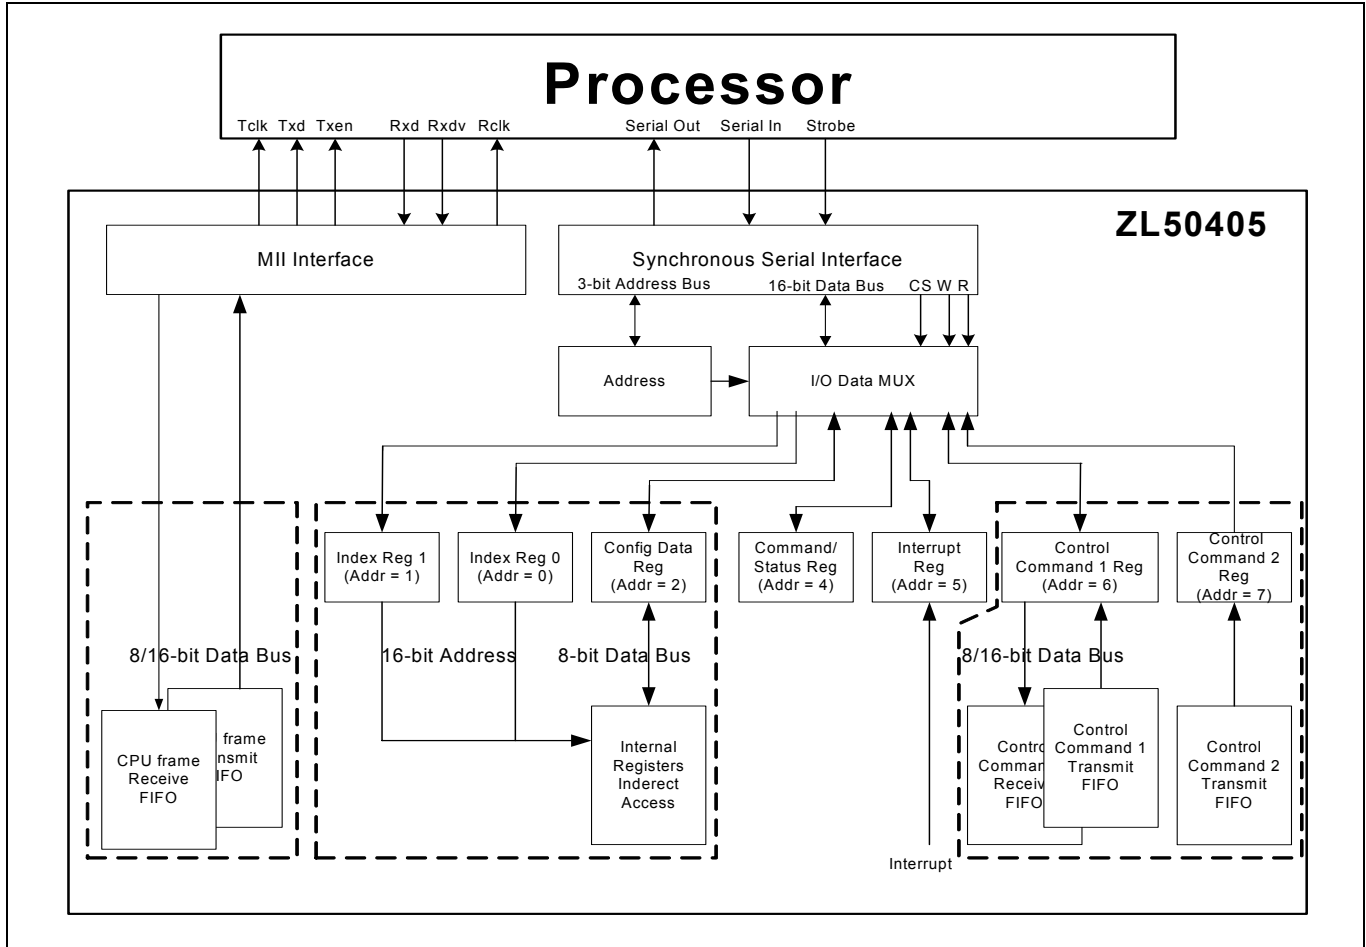 Processor
Tclk Txd Txen Rxd Rxdv Rclk Serial Out Serial In Strobe
ZL50405
MII Interface
Synchronous Serial Interface
3-bit Address Bus 16-bit Data Bus CS W R
Address
I/O Data MUX
Index Reg 1
(Addr = 1)
Index Reg 0
(Addr = 0)
Config Data
Reg
(Addr = 2)
Command/
Status Reg
(Addr = 4)
Interrupt
Reg
(Addr = 5)
Control
Command 1 Reg
(Addr = 6)
Control
Command 2
Reg
(Addr = 7)
8/16-bit Data Bus
16-bit Address
8-bit Data Bus
8/16-bit Data Bus
CPU frame
Receive
FIFO
frame
Internal
Registers
Inderect
Access
Interrupt
FIFO
Control
Command 1
Transmit
FIFO
Control
Command 2
Transmit
FIFO